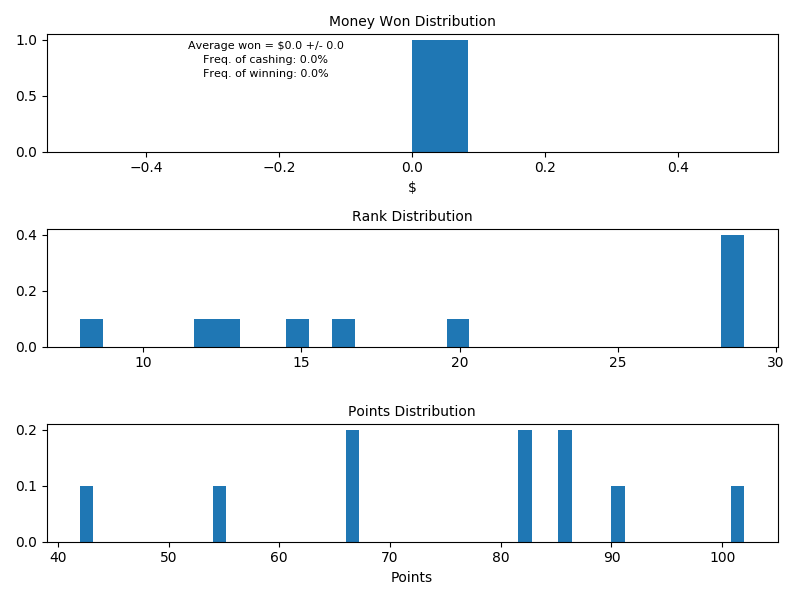 Money Won Distribution
1.0
Average won = $0.0 +/- 0.0
Freq. of cashing: 0.0%
Freq. of winning: 0.0%
0.5
0.0
−0.4 −0.2 0.0 0.2 0.4
$
Rank Distribution
0.4
0.2
0.0
10 15 20 25 30
Points Distribution
0.2
0.1
0.0
40 50 60 70 80 90 100
Points